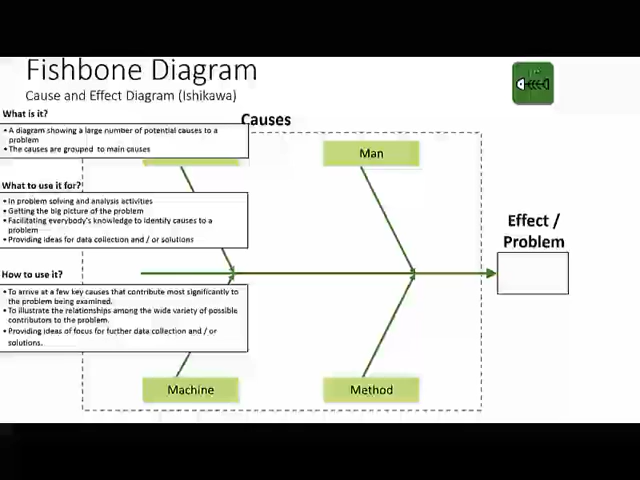 Fishbone Diagram
Cause and Effect Diagram (Ishikawa)
What is it?
Causes
• A diagram showing a large number of potential causes to a
problem
• The causes are grouped to main causes
Man
What to use it for?
• In problem solving and analysis activities
• Getting the big picture of the problem
• Facilitating everybody's knowledge to identify causes to a
problem
• Providing ideas for data collection and / or solutions
Effect /
Problem
How to use it?
• To arrive at a few key causes that contribute most significantly to
the problem being examined.
• To illustrate the relationships among the wide variety of possible
contributors to the problem.
• Providing ideas of focus for further data collection and / or
solutions.
Machine
Method